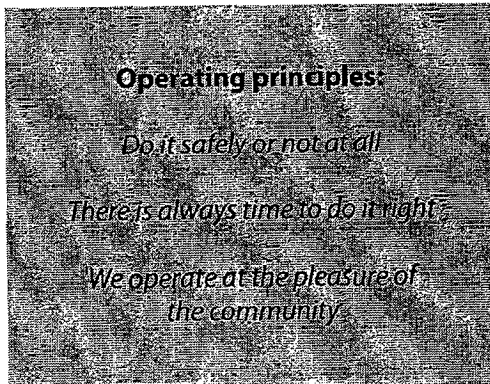 Operating principles:
Do it safely or not at all
There is always time to do it right
We operate at the pleasure of
the community